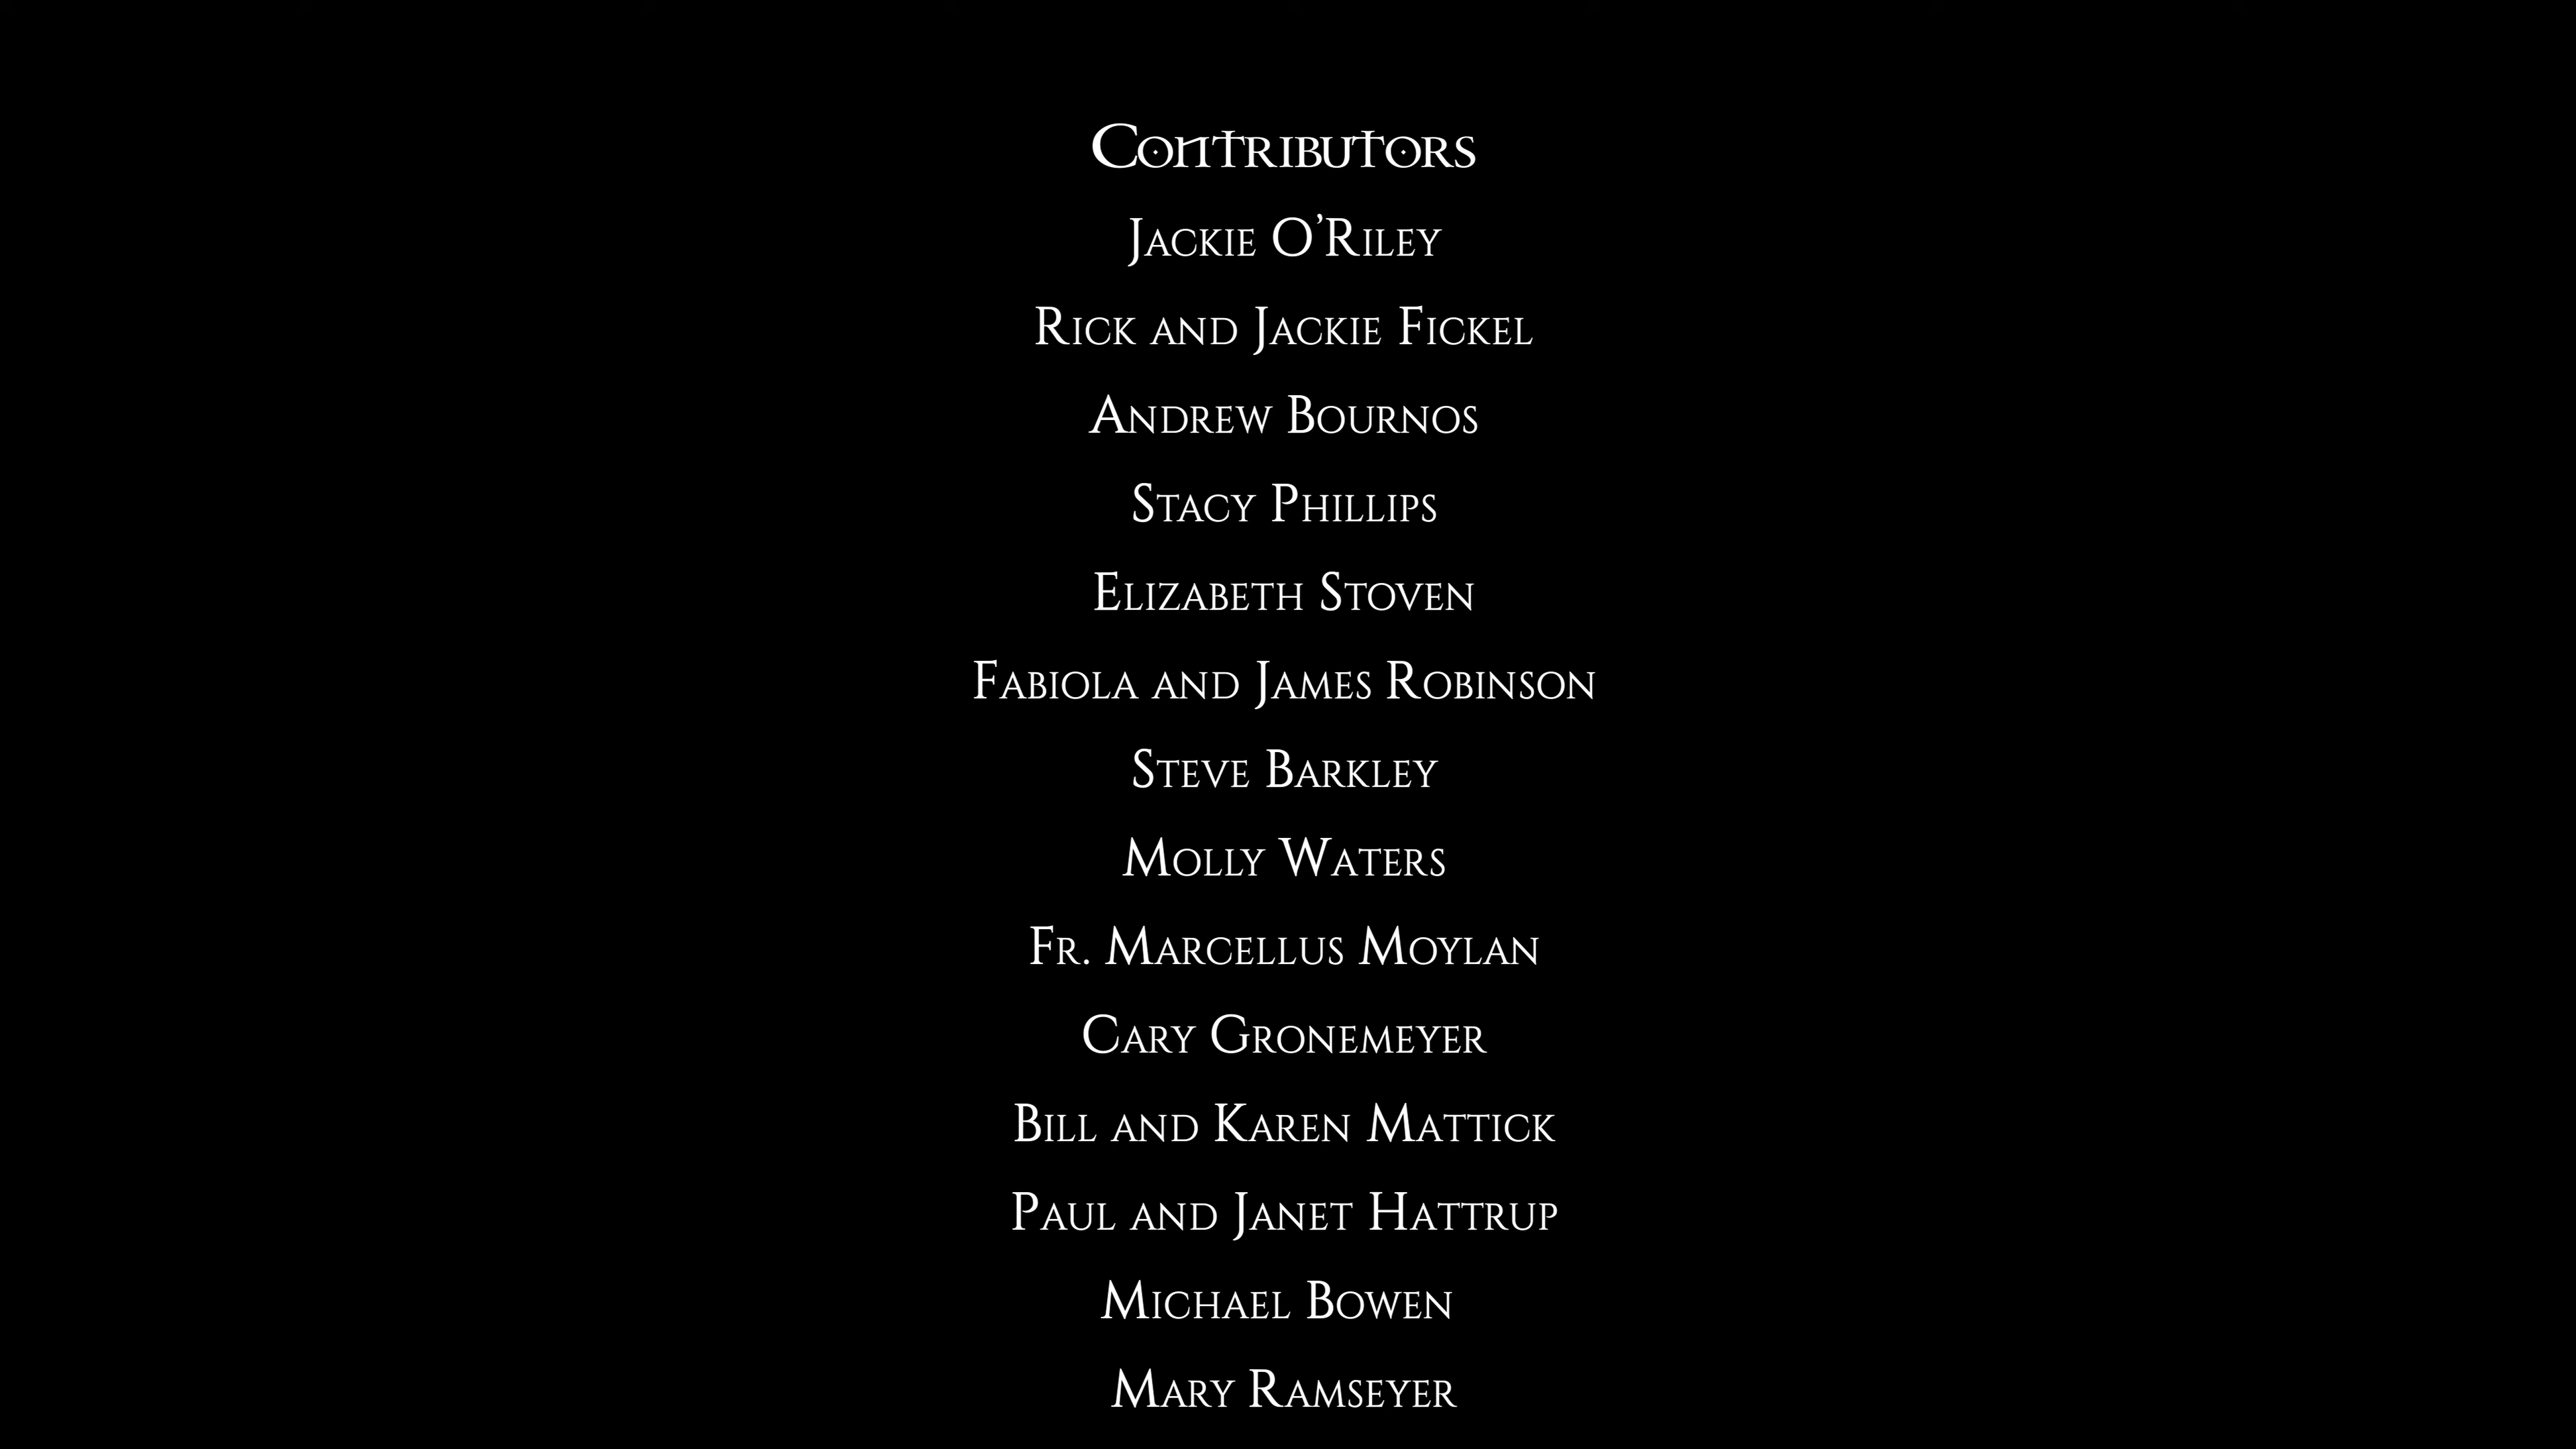 Contributors
Jackie O’Riley
Rick and Jackie Fickel
Andrew Bournos
Stacy Phillips
Elizabeth Stoven
Fabiola and James Robinson
Steve Barkley
Molly Waters
Fr. Marcellus Moylan
Cary Gronemeyer
Bill and Karen Mattick
Paul and Janet Hattrup
Michael Bowen
Mary Ramseyer